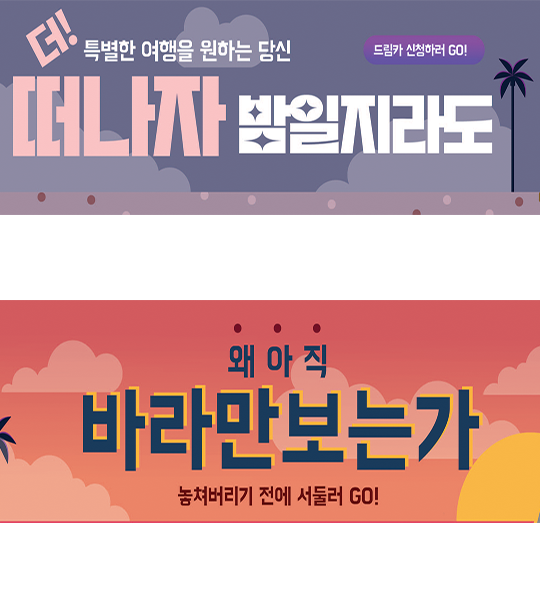 더! 특별한 여행을 원하는 당신
드림카 신청하러 GO!
떠나자 밤일지라도
왜 아직
바라만보는가
놓쳐버리기 전에 서둘러 GO!